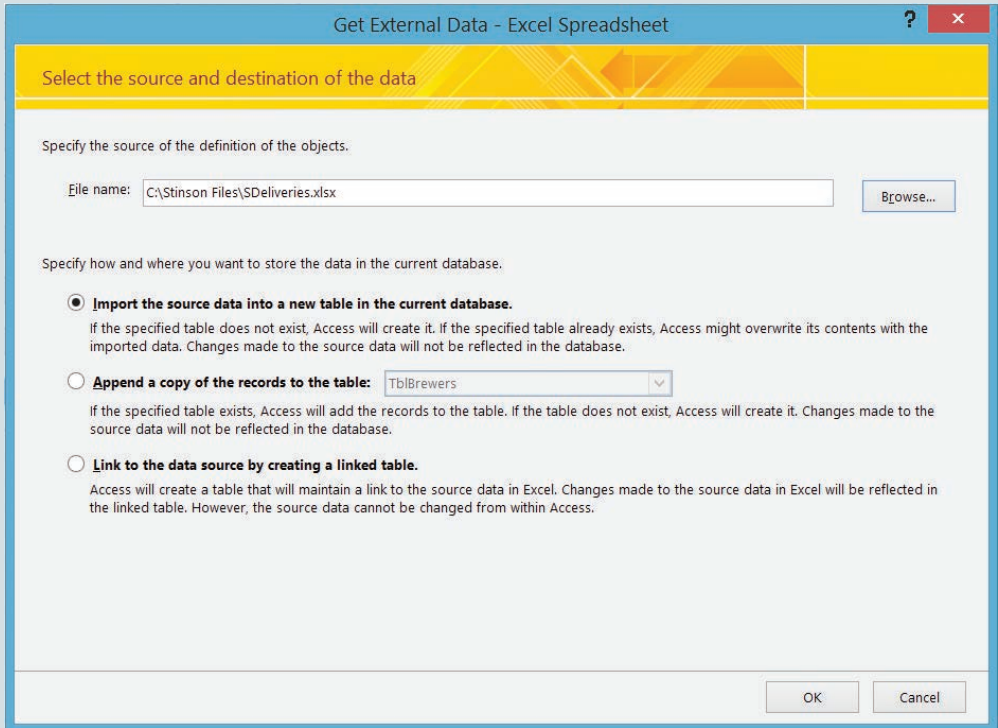 Get External Data - Excel Spreadsheet
?
Select the source and destination of the data
Specify the source of the definition of the objects.
File name: C:\Stinson Files\SDeliveries.xlsx Browse...
Specify how and where you want to store the data in the current database.
Import the source data into a new table in the current database.
If the specified table does not exist, Access will create it. If the specified table already exists, Access might overwrite its contents with the
imported data. Changes made to the source data will not be reflected in the database.
Append a copy of the records to the table: TblBrewers
If the specified table exists, Access will add the records to the table. If the table does not exist, Access will create it. Changes made to the
source data will not be reflected in the database.
Link to the data source by creating a linked table.
Access will create a table that will maintain a link to the source data in Excel. Changes made to the source data in Excel will be reflected in
the linked table. However, the source data cannot be changed from within Access.
OK Cancel